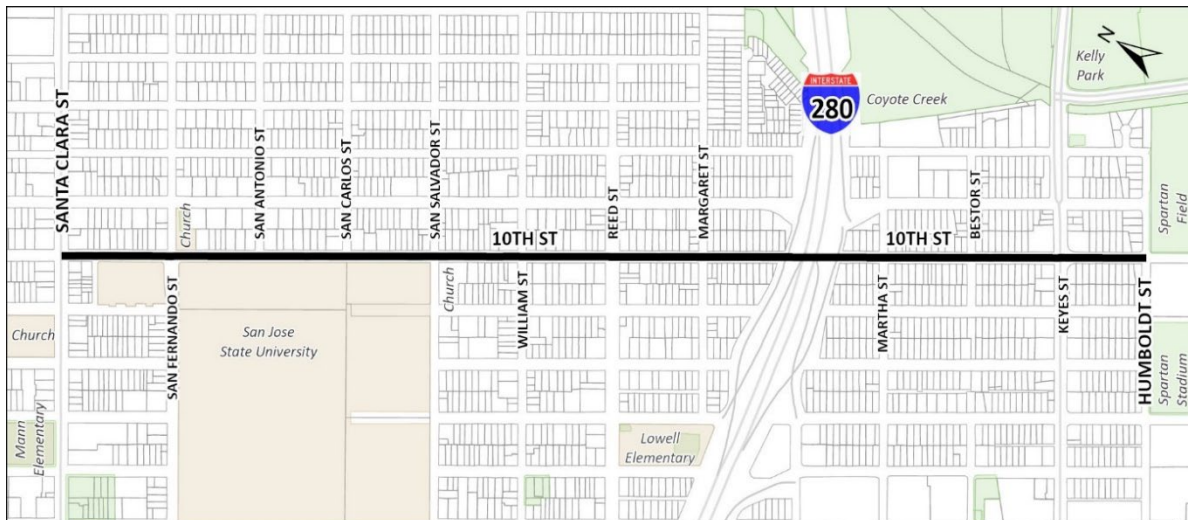 N
Kelly
Park
INTERSTATE
280
Coyote Creek
SANTA CLARA ST
SAN ANTONIO ST
SAN CARLOS ST
SAN SALVADOR ST
REED ST
MARGARET ST
BESTOR ST
Spartan
Field
Church
10TH ST
10TH ST
Church
SAN FERNANDO ST
San Jose
State University
Church
WILLIAM ST
MARTHA ST
KEYES ST
HUMBOLDT ST
Spartan
Stadium
Mann
Elementary
Lowell
Elementary